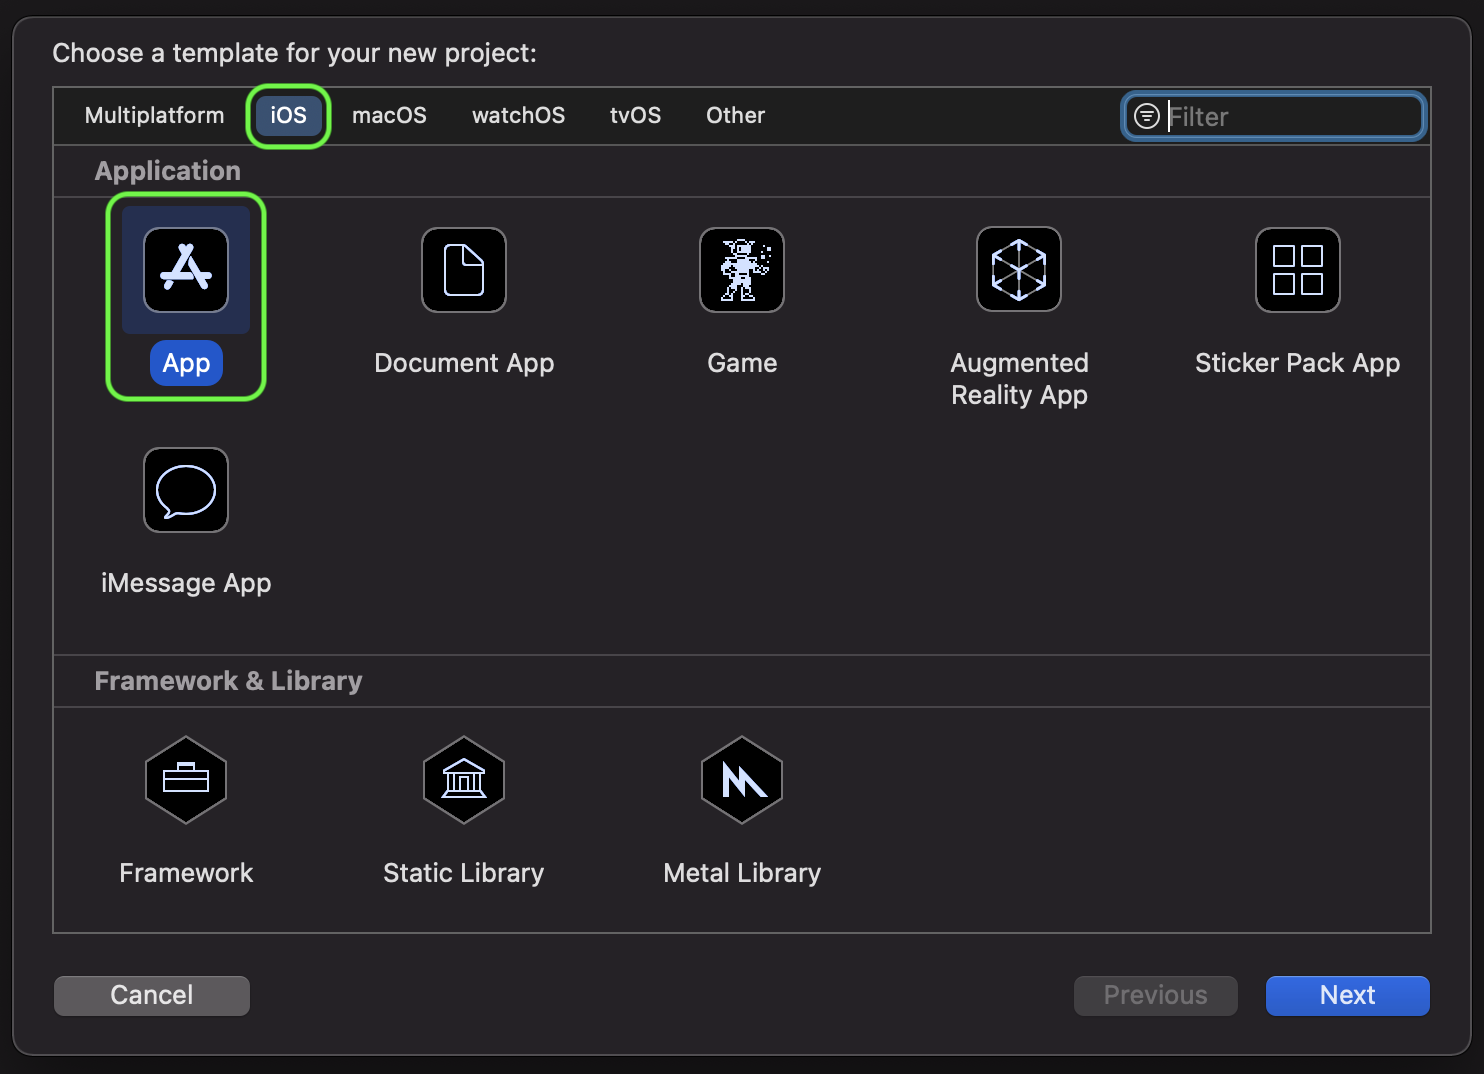 Choose a template for your new project:
Multiplatform iOS macOS watchOS tvOS Other Filter
Application
App Document App Game Augmented Reality App Sticker Pack App
iMessage App
Framework & Library
Framework Static Library Metal Library
Cancel Previous Next